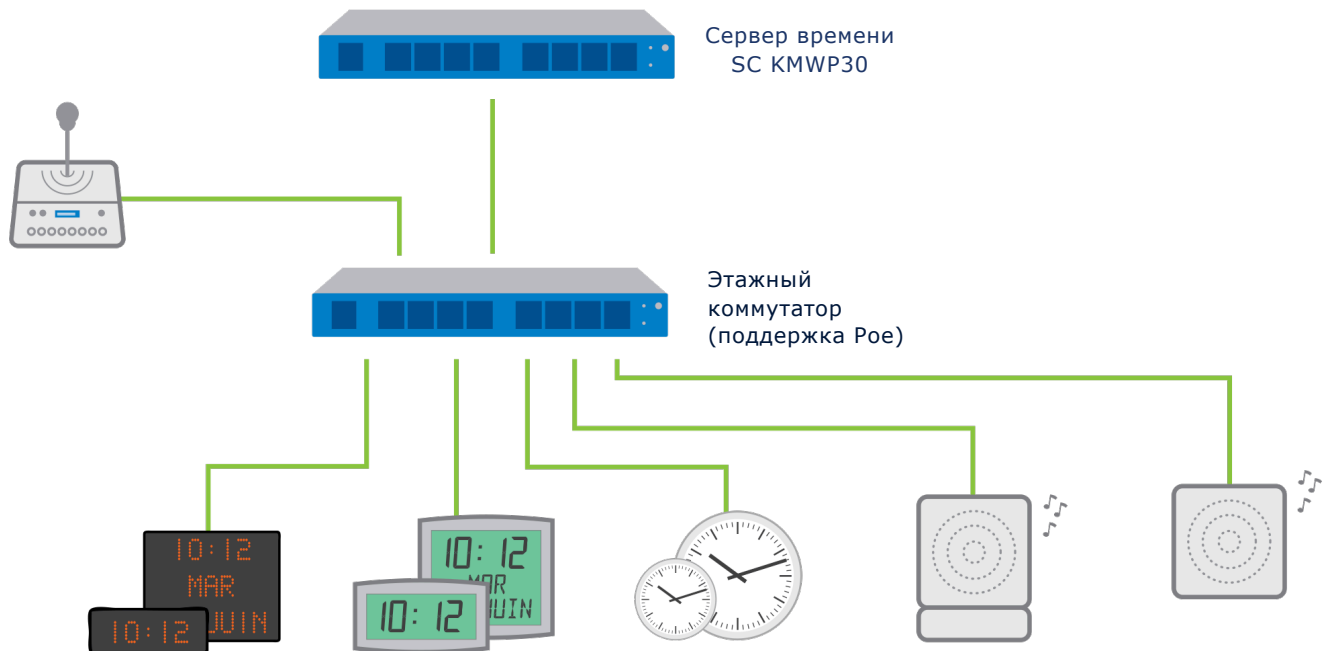 Сервер времени
SC KMWP30
Этажный
коммутатор
(поддержка Poe)
10:12
MAR
JUIN
10:12
10:12
MAR
JUIN
10:12